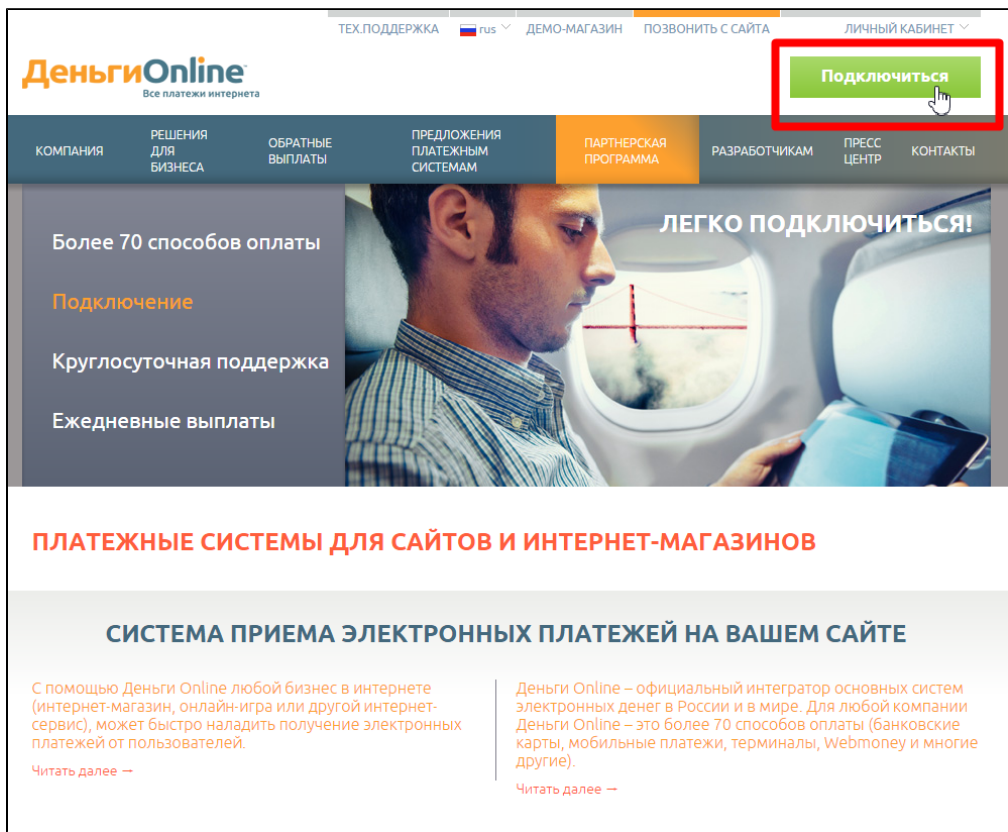 ТЕХ.ПОДДЕРЖКА rus ДЕМО-МАГАЗИН ПОЗВОНИТЬ С САЙТА ЛИЧНЫЙ КАБИНЕТ
ДеньгиOnline
Все платежи интернета
Подключиться
КОМПАНИЯ
РЕШЕНИЯ
ДЛЯ
БИЗНЕСА
ОБРАТНЫЕ
ВЫПЛАТЫ
ПРЕДЛОЖЕНИЯ
ПЛАТЕЖНЫМ
СИСТЕМАМ
ПАРТНЕРСКАЯ
ПРОГРАММА
РАЗРАБОТЧИКАМ
ПРЕСС
ЦЕНТР
КОНТАКТЫ
ЛЕГКО ПОДКЛЮЧИТЬСЯ!
Более 70 способов оплаты
Подключение
Круглосуточная поддержка
Ежедневные выплаты
ПЛАТЕЖНЫЕ СИСТЕМЫ ДЛЯ САЙТОВ И ИНТЕРНЕТ-МАГАЗИНОВ
СИСТЕМА ПРИЕМА ЭЛЕКТРОННЫХ ПЛАТЕЖЕЙ НА ВАШЕМ САЙТЕ
С помощью Деньги Online любой бизнес в интернете
(интернет-магазин, онлайн-игра или другой интернет-
сервис), может быстро наладить получение электронных
платежей от пользователей.
Читать далее →
Деньги Online – официальный интегратор основных систем
электронных денег в России и в мире. Для любой компании
Деньги Online – это более 70 способов оплаты (банковские
карты, мобильные платежи, терминалы, Webmoney и многие
другие).
Читать далее →